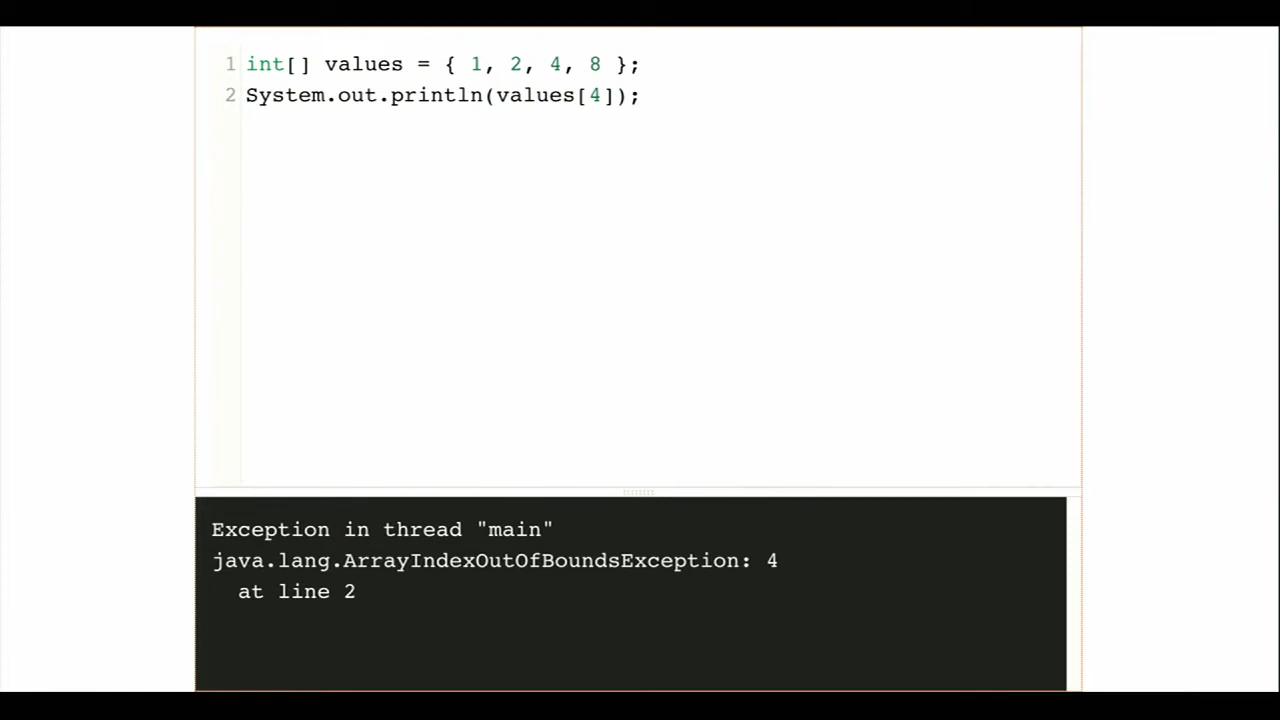 1 int[] values = { 1, 2, 4, 8 };
2 System.out.println(values[4]);
Exception in thread "main"
java.lang.ArrayIndexOutOfBoundsException: 4
  at line 2